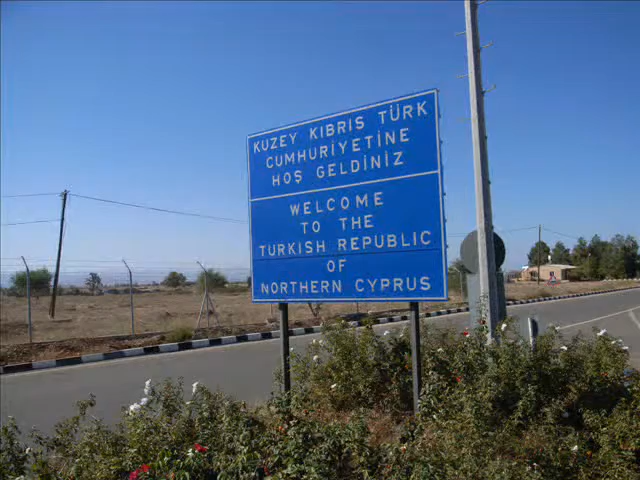 KUZEY KIBRIS TÜRK
CUMHURİYETİNE
HOŞ GELDİNİZ
WELCOME
TO THE
TURKISH REPUBLIC
OF
NORTHERN CYPRUS